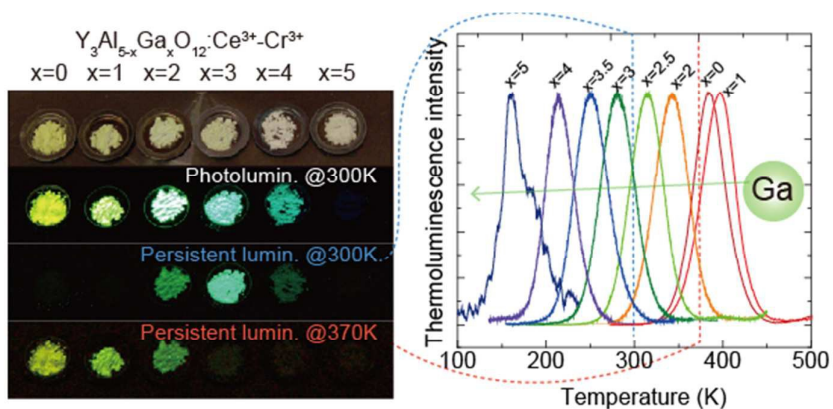 Y₃Al₅₋ₓGaₓO₁₂:Ce³⁺-Cr³⁺
x=0 x=1 x=2 x=3 x=4 x=5
Photolumin. @300K
Persistent lumin. @300K
Persistent lumin. @370K
Thermoluminescence intensity
x=5
x=4
x=3.5
x=3
x=2.5
x=2
x=0
x=1
Ga
100 200 300 400 500
Temperature (K)